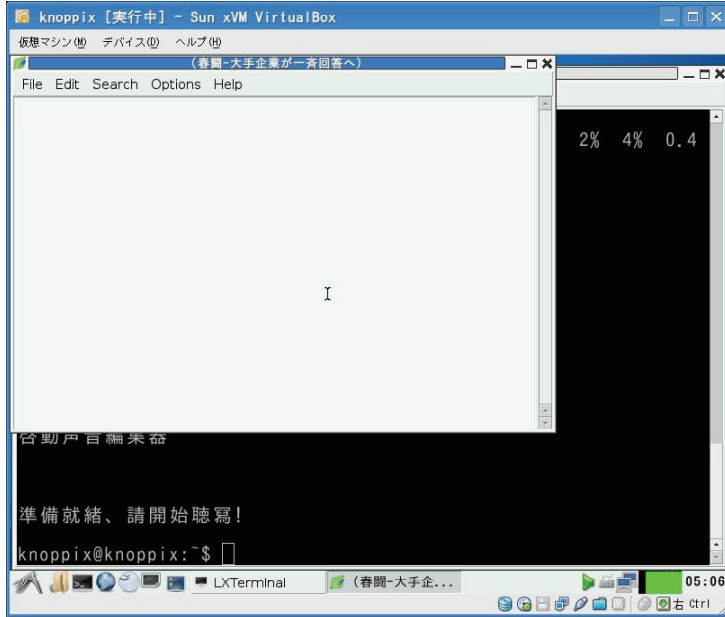 knoppix [実行中] - Sun xVM VirtualBox
仮想マシン(M) デバイス(D) ヘルプ(H)
(春闘-大手企業が一斉回答へ)
File Edit Search Options Help
2% 4% 0.4
啓動声音編集器
準備就緒、請開始聴寫!
knoppix@knoppix:~$
LXTerminal
(春闘-大手企...
05:06
右 Ctrl